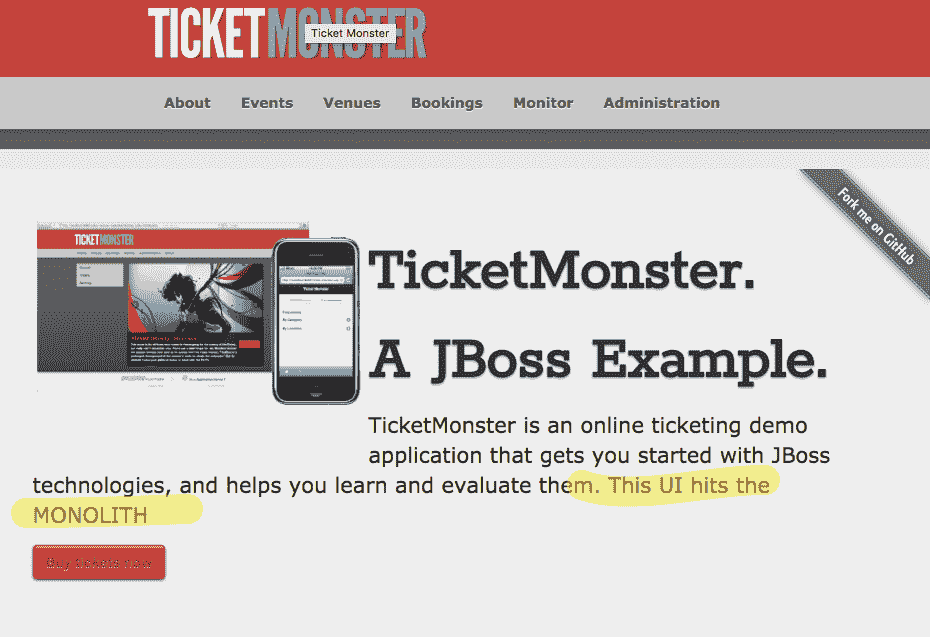 TICKETMONSTER
Ticket Monster
About Events Venues Bookings Monitor Administration
Fork me on GitHub
TICKETMONSTER
TicketMonster.
A JBoss Example.
TicketMonster is an online ticketing demo
application that gets you started with JBoss
technologies, and helps you learn and evaluate them. This UI hits the
MONOLITH
Buy tickets now